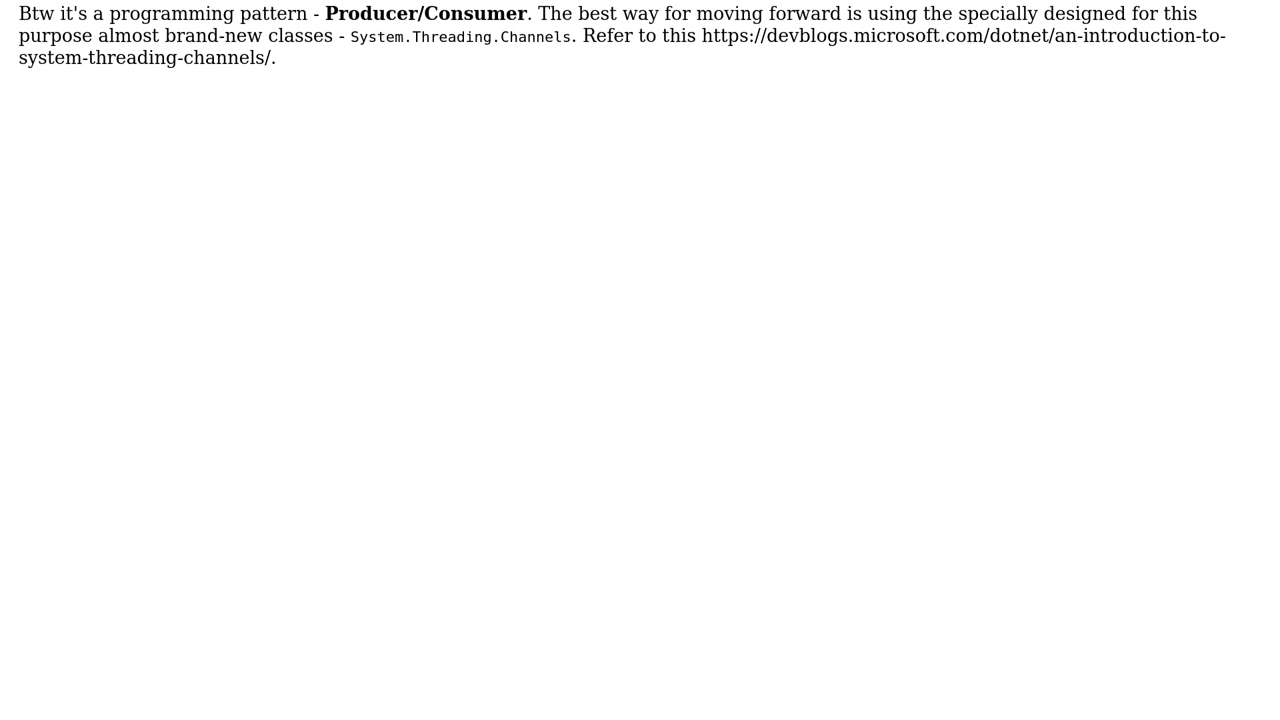 Btw it's a programming pattern - Producer/Consumer. The best way for moving forward is using the specially designed for this
purpose almost brand-new classes - System.Threading.Channels. Refer to this https://devblogs.microsoft.com/dotnet/an-introduction-to-
system-threading-channels/.